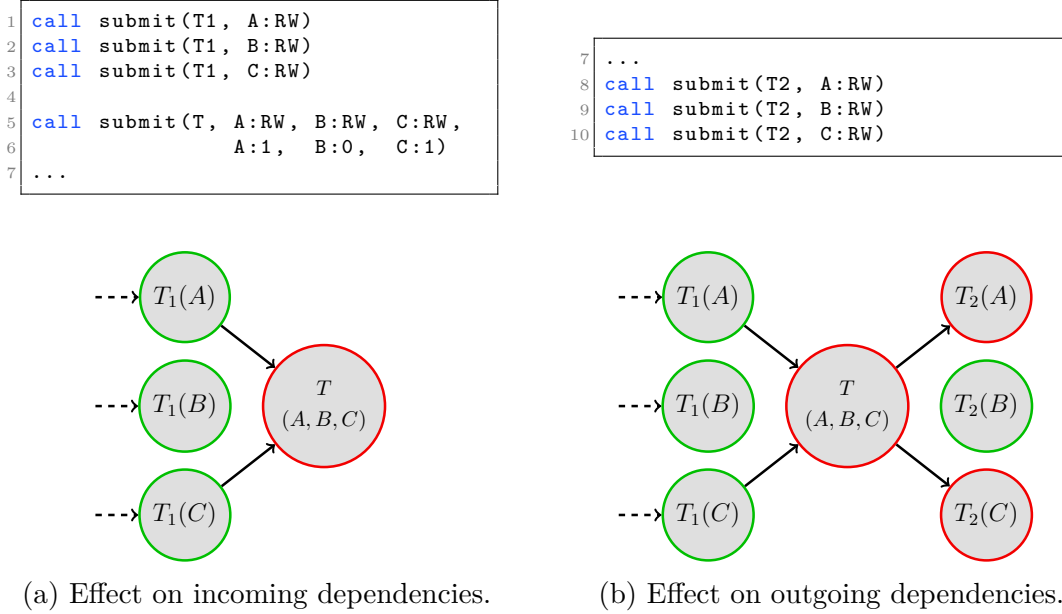 1 call submit(T1, A:RW)
2 call submit(T1, B:RW)
3 call submit(T1, C:RW)
4
5 call submit(T, A:RW, B:RW, C:RW,
6 A:1, B:0, C:1)
7 ...
T₁(A)
T₁(B)
T₁(C)
T
(A, B, C)
(a) Effect on incoming dependencies.
7 ...
8 call submit(T2, A:RW)
9 call submit(T2, B:RW)
10 call submit(T2, C:RW)
T₁(A)
T₁(B)
T₁(C)
T
(A, B, C)
T₂(A)
T₂(B)
T₂(C)
(b) Effect on outgoing dependencies.